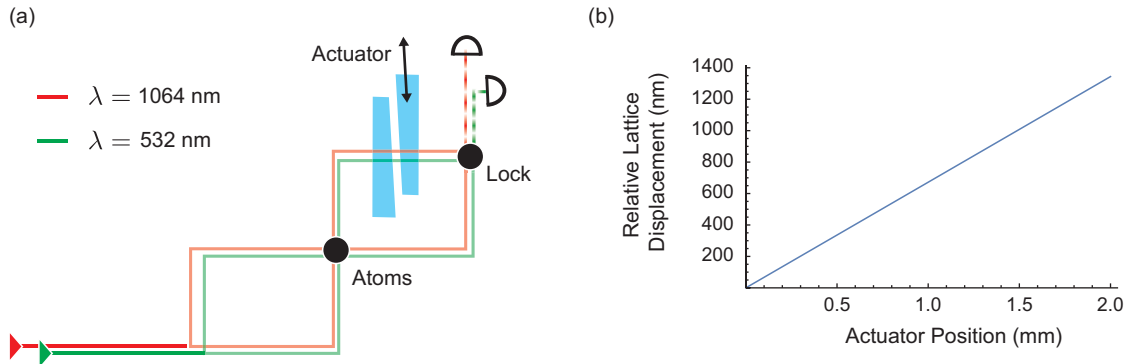 (a)
Actuator
λ = 1064 nm
λ = 532 nm
Lock
Atoms
(b)
Relative Lattice
Displacement (nm)
1400
1200
1000
800
600
400
200
0.5 1.0 1.5 2.0
Actuator Position (mm)